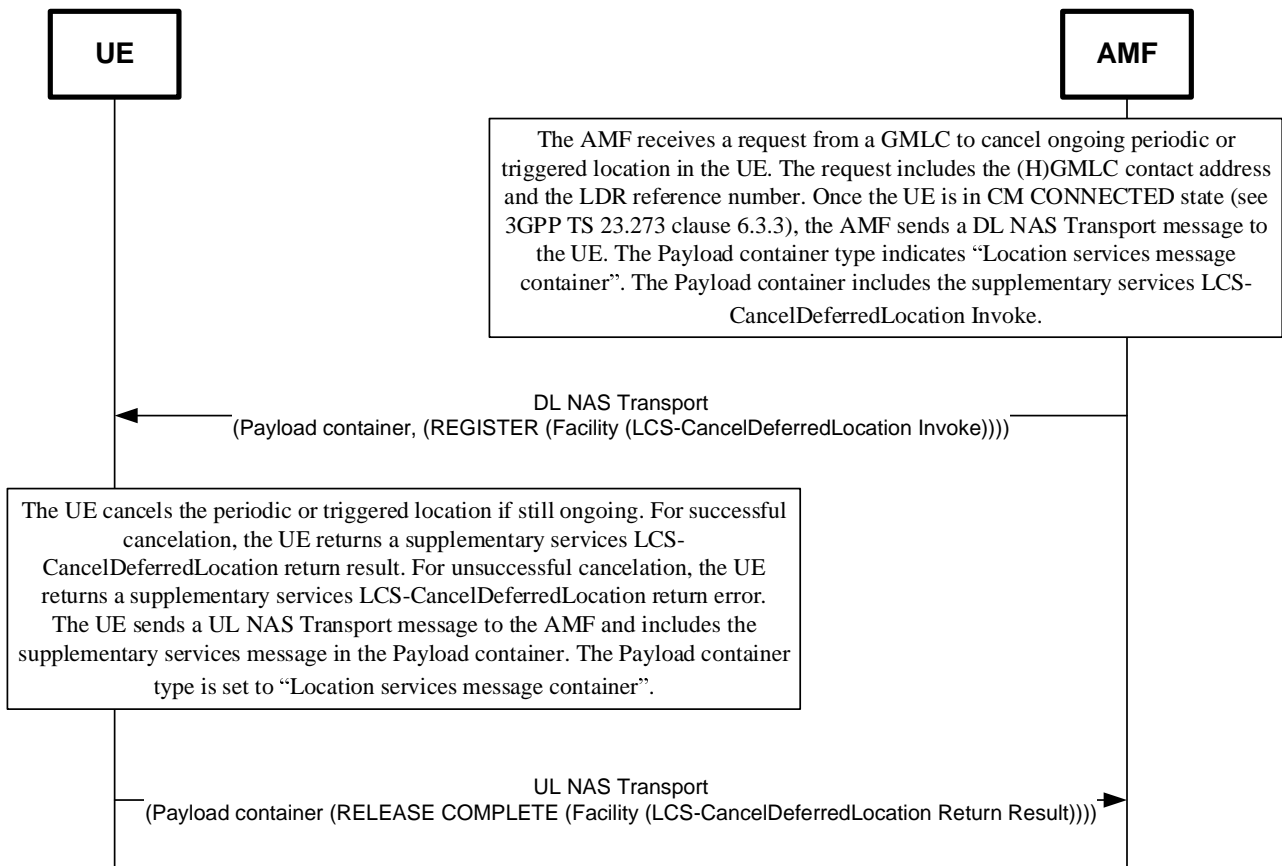 UE
AMF
The AMF receives a request from a GMLC to cancel ongoing periodic or
triggered location in the UE. The request includes the (H)GMLC contact address
and the LDR reference number. Once the UE is in CM CONNECTED state (see
3GPP TS 23.273 clause 6.3.3), the AMF sends a DL NAS Transport message to
the UE. The Payload container type indicates “Location services message
container”. The Payload container includes the supplementary services LCS-
CancelDeferredLocation Invoke.
DL NAS Transport
(Payload container, (REGISTER (Facility (LCS-CancelDeferredLocation Invoke))))
The UE cancels the periodic or triggered location if still ongoing. For successful
cancelation, the UE returns a supplementary services LCS-
CancelDeferredLocation return result. For unsuccessful cancelation, the UE
returns a supplementary services LCS-CancelDeferredLocation return error.
The UE sends a UL NAS Transport message to the AMF and includes the
supplementary services message in the Payload container. The Payload container
type is set to “Location services message container”.
UL NAS Transport
(Payload container (RELEASE COMPLETE (Facility (LCS-CancelDeferredLocation Return Result))))